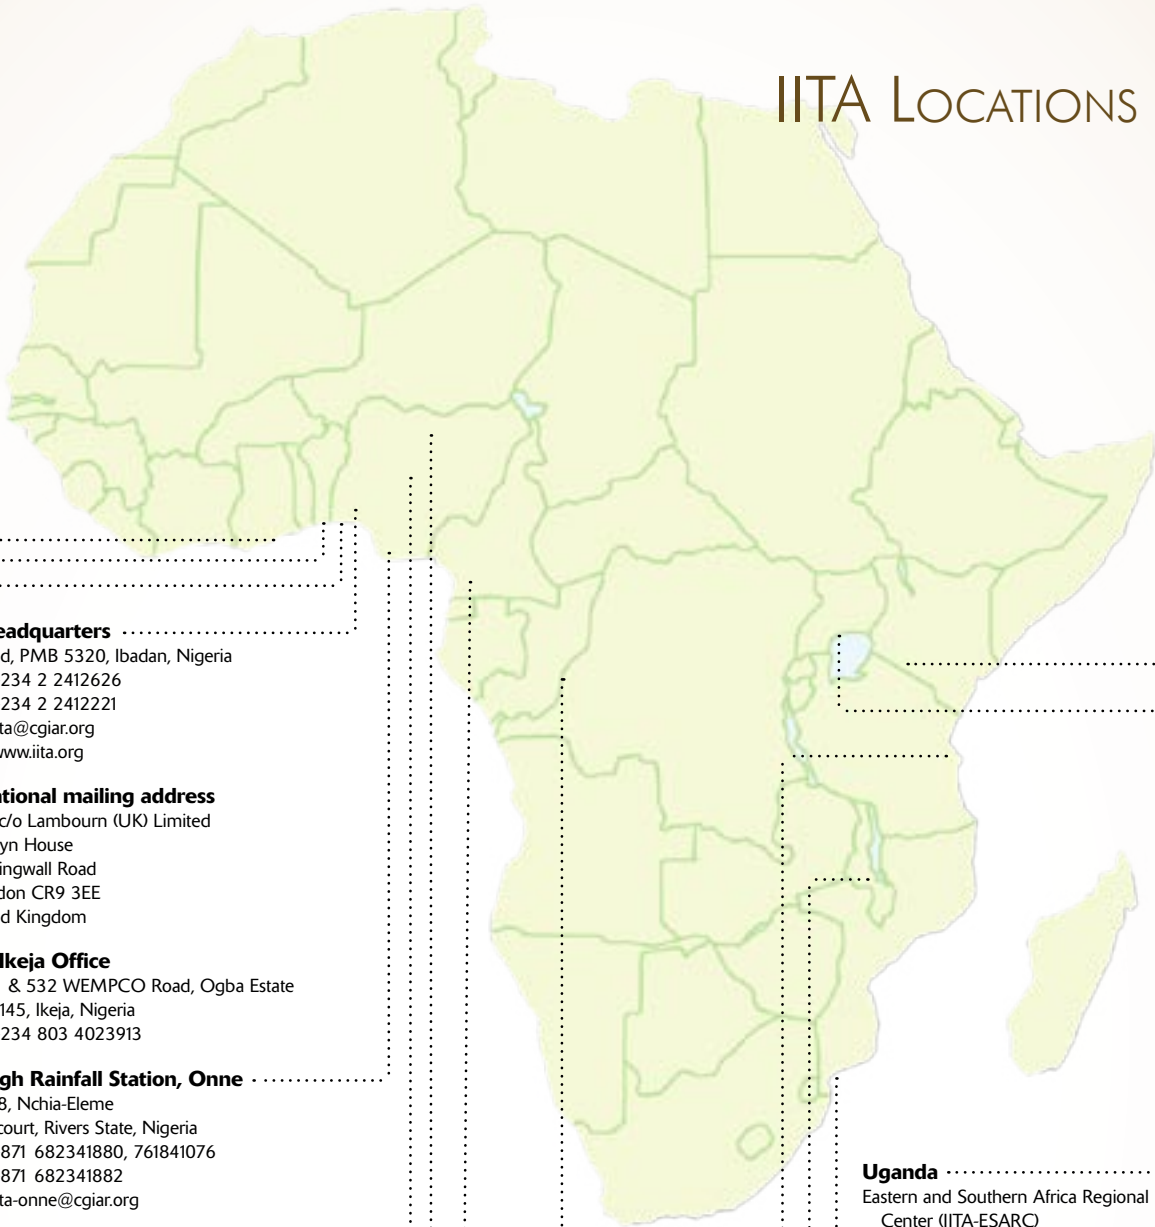 IITA LOCATIONS
eadquarters
d, PMB 5320, Ibadan, Nigeria
234 2 2412626
234 2 2412221
ta@cgiar.org
www.iita.org
ational mailing address
c/o Lambourn (UK) Limited
yn House
ingwall Road
don CR9 3EE
d Kingdom
Ikeja Office
& 532 WEMPCO Road, Ogba Estate
145, Ikeja, Nigeria
234 803 4023913
gh Rainfall Station, Onne
8, Nchia-Eleme
court, Rivers State, Nigeria
871 682341880, 761841076
871 682341882
ta-onne@cgiar.org
Uganda
Eastern and Southern Africa Regional
Center (IITA-ESARC)